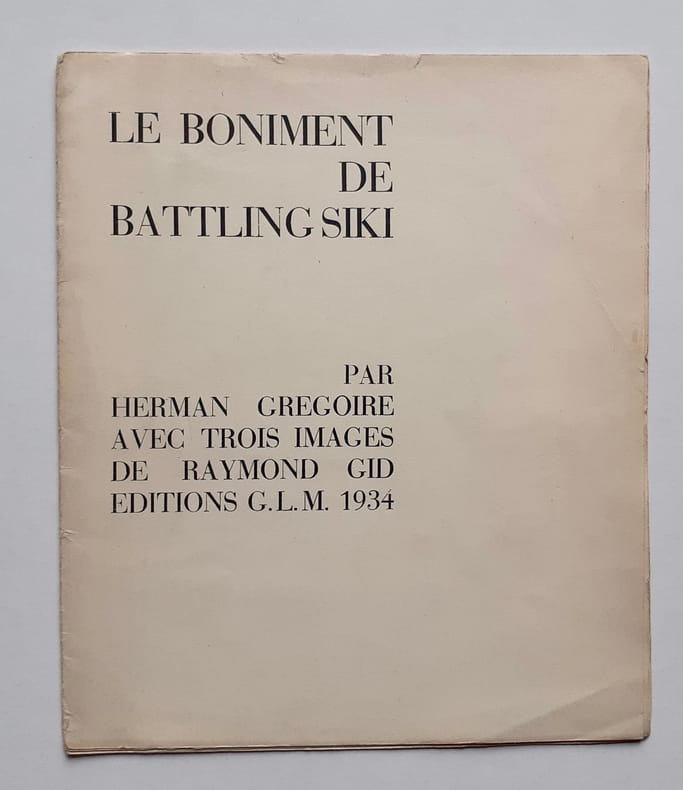 LE BONIMENT
DE
BATTLING SIKI
PAR
HERMAN GREGOIRE
AVEC TROIS IMAGES
DE RAYMOND GID
EDITIONS G.L.M. 1934